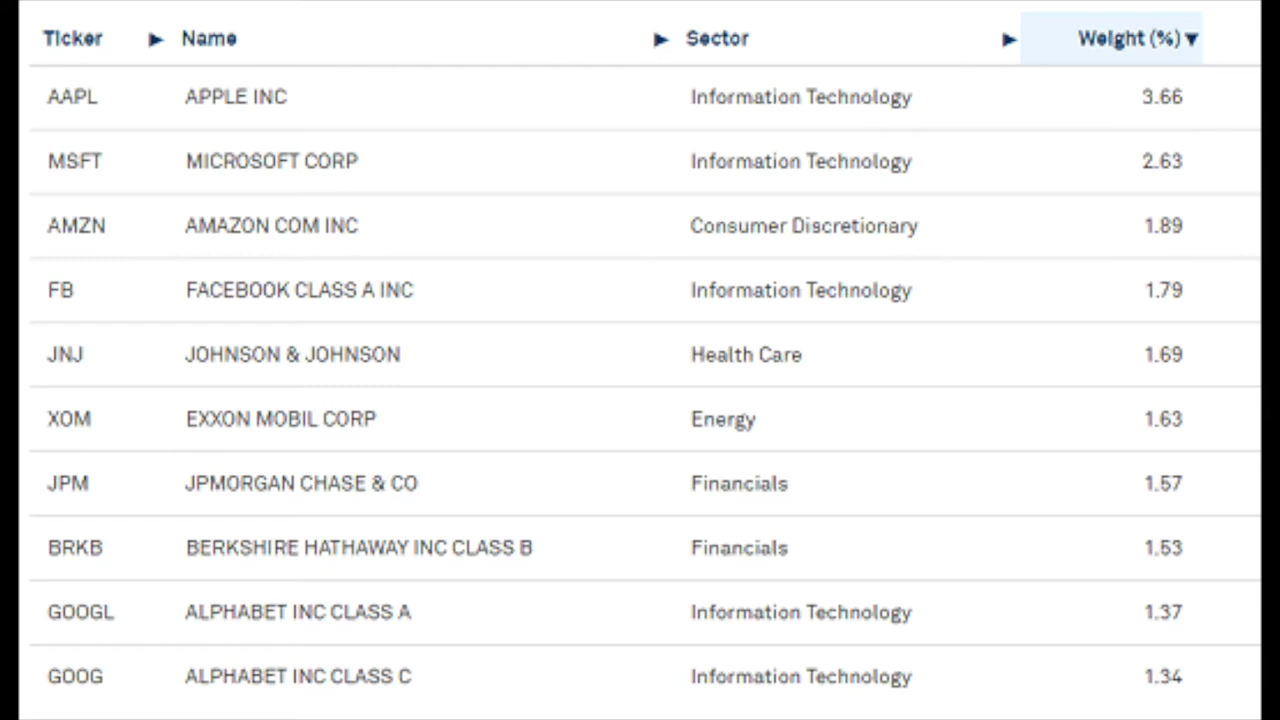 Ticker ▶ Name ▶ Sector ▶ Weight (%) ▼
AAPL APPLE INC Information Technology 3.66
MSFT MICROSOFT CORP Information Technology 2.63
AMZN AMAZON COM INC Consumer Discretionary 1.89
FB FACEBOOK CLASS A INC Information Technology 1.79
JNJ JOHNSON & JOHNSON Health Care 1.69
XOM EXXON MOBIL CORP Energy 1.63
JPM JPMORGAN CHASE & CO Financials 1.57
BRKB BERKSHIRE HATHAWAY INC CLASS B Financials 1.53
GOOGL ALPHABET INC CLASS A Information Technology 1.37
GOOG ALPHABET INC CLASS C Information Technology 1.34